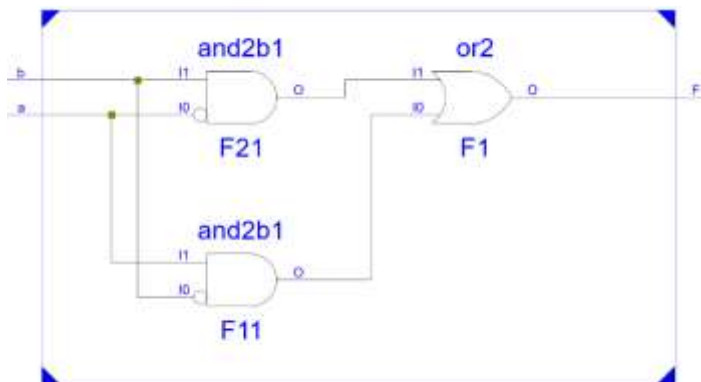 and2b1 or2
b I1 O I1 O F
a I0 I0
F21 F1
and2b1
I1 O
I0
F11